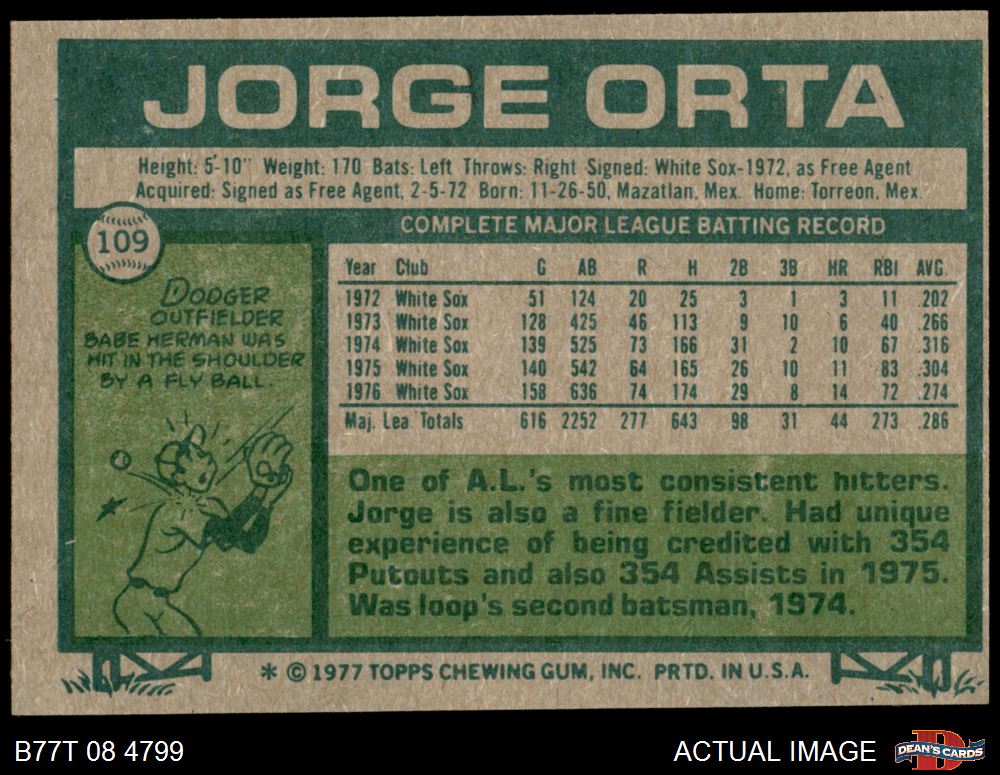 JORGE ORTA
Height: 5'-10" Weight: 170 Bats: Left Throws: Right Signed: White Sox-1972, as Free Agent
Acquired: Signed as Free Agent, 2-5-72 Born: 11-26-50, Mazatlan, Mex. Home: Torreon, Mex.
109
DODGER
OUTFIELDER
BABE HERMAN WAS
HIT IN THE SHOULDER
BY A FLY BALL.
COMPLETE MAJOR LEAGUE BATTING RECORD
Year Club G AB R H 2B 3B HR RBI AVG.
1972 White Sox 51 124 20 25 3 1 3 11 .202
1973 White Sox 128 425 46 113 9 10 6 40 .266
1974 White Sox 139 525 73 166 31 2 10 67 .316
1975 White Sox 140 542 64 165 26 10 11 83 .304
1976 White Sox 158 636 74 174 29 8 14 72 .274
Maj. Lea. Totals 616 2252 277 643 98 31 44 273 .286
One of A.L.'s most consistent hitters.
Jorge is also a fine fielder. Had unique
experience of being credited with 354
Putouts and also 354 Assists in 1975.
Was loop's second batsman, 1974.
* © 1977 TOPPS CHEWING GUM, INC. PRTD. IN U.S.A.
B77T 08 4799
ACTUAL IMAGE
D
DEAN'S CARDS